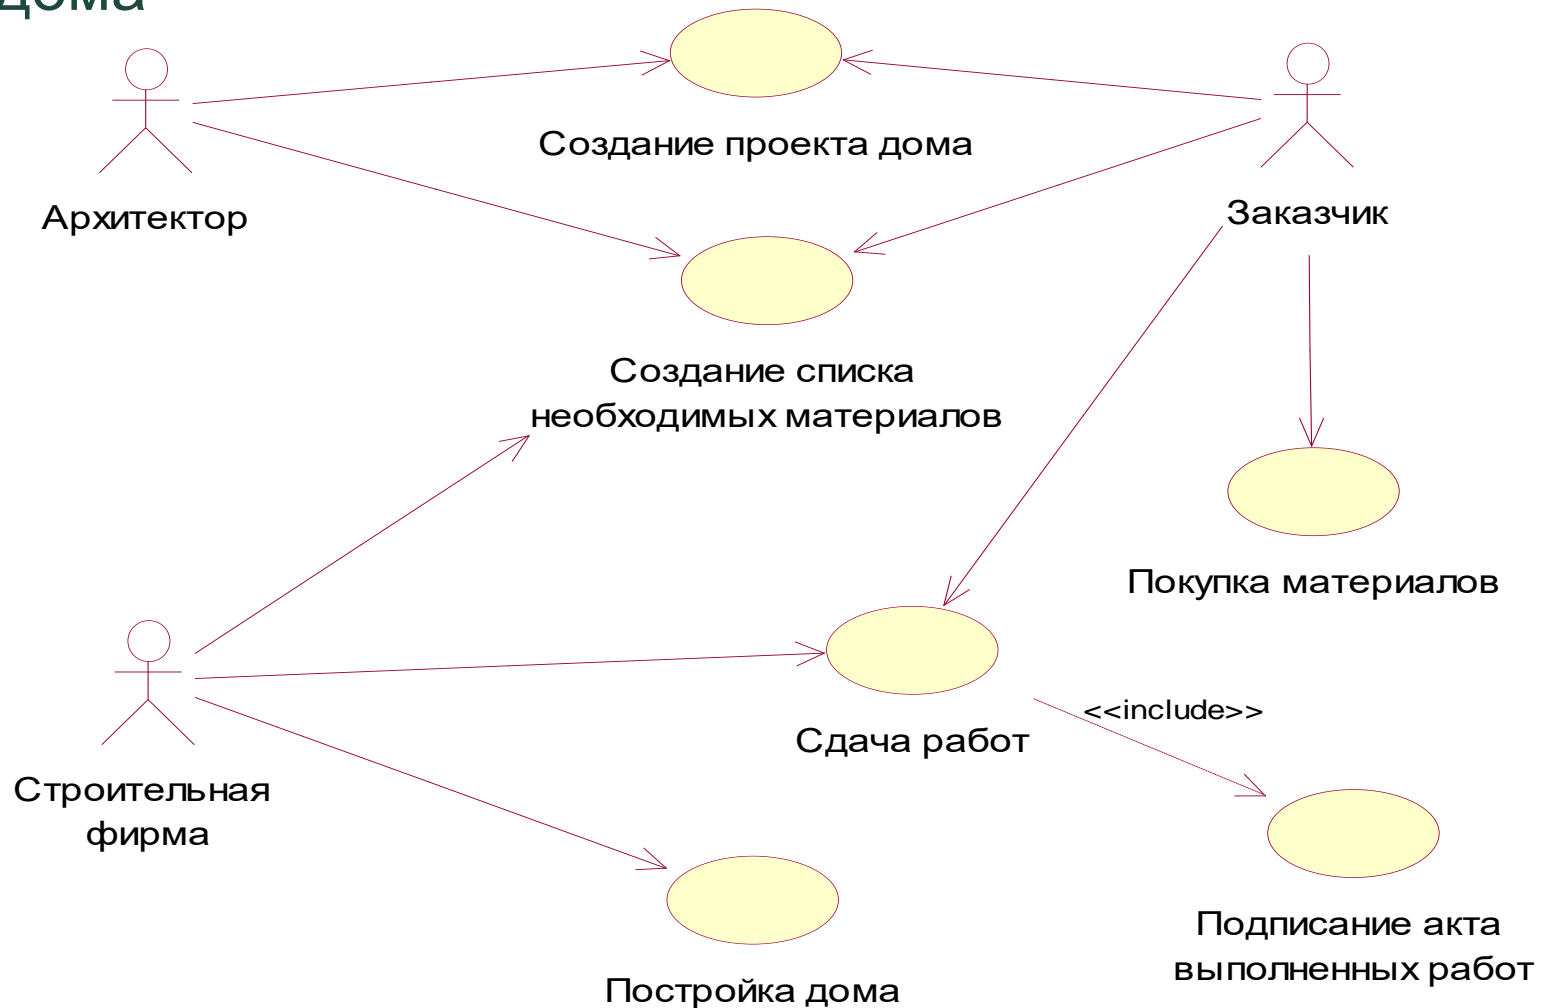 дома
Создание проекта дома
Архитектор
Заказчик
Создание списка
необходимых материалов
Покупка материалов
<<include>>
Сдача работ
Строительная
фирма
Подписание акта
выполненных работ
Постройка дома